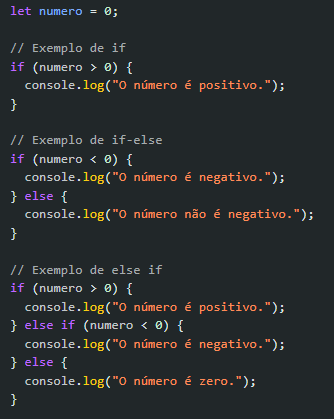 let numero = 0;
// Exemplo de if
if (numero > 0) {
  console.log("O número é positivo.");
}
// Exemplo de if-else
if (numero < 0) {
  console.log("O número é negativo.");
} else {
  console.log("O número não é negativo.");
}
// Exemplo de else if
if (numero > 0) {
  console.log("O número é positivo.");
} else if (numero < 0) {
  console.log("O número é negativo.");
} else {
  console.log("O número é zero.");
}